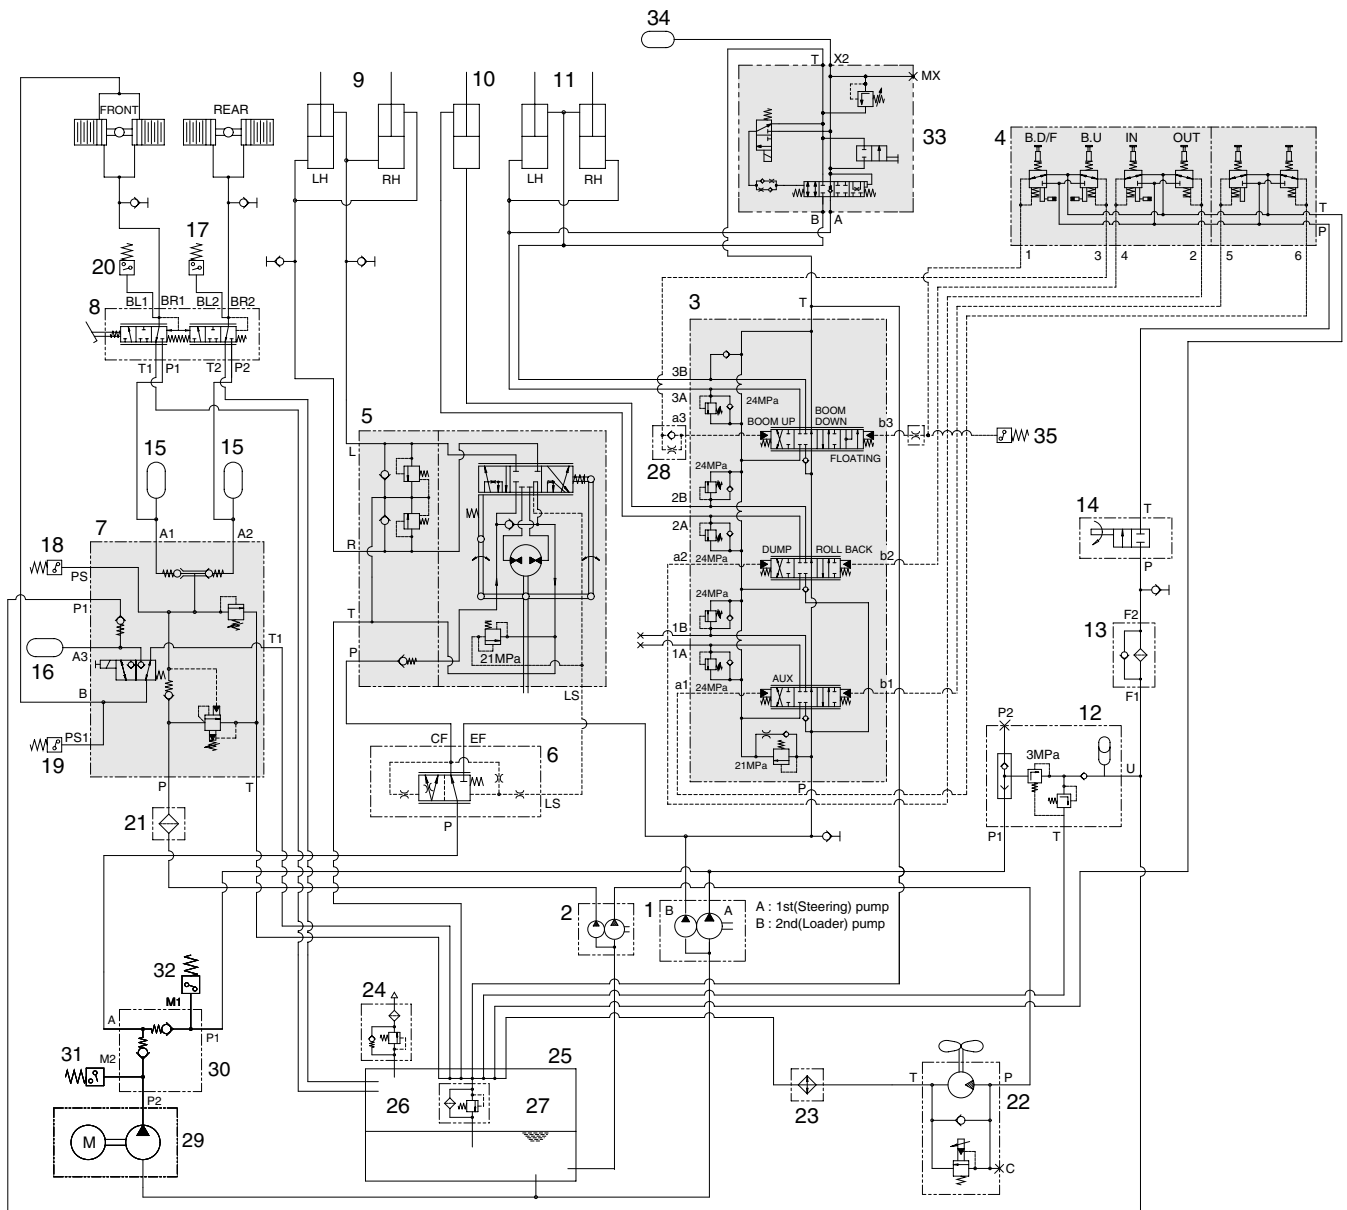 34
T X2
MX
33
B A
FRONT
REAR
9
10
11
LH
RH
LH
RH
4
B.D/F B.U IN OUT
T
P
1 3 4 2 5 6
17
20
BL1 BR1 BL2 BR2
8
T1 P1 T2 P2
15
15
3
T
3B
3A
24MPa
a3
BOOM UP
BOOM
DOWN
FLOATING
b3
28
35
24MPa
2B
2A
a2
24MPa
DUMP
ROLL BACK
b2
1B
1A
a1
24MPa
AUX
b1
21MPa
P
5
L
R
T
P
21MPa
LS
7
A1 A2
18
PS
P1
T1
16
A3
B
PS1
19
P T
21
CF EF
6
LS
P
14
T
P
F2
13
F1
P2
12
3MPa
U
P1 T
2
1
B A
A : 1st(Steering) pump
B : 2nd(Loader) pump
32
M1
A
P1
31
M2
30
P2
M
29
24
25
26
27
23
T P
22
C